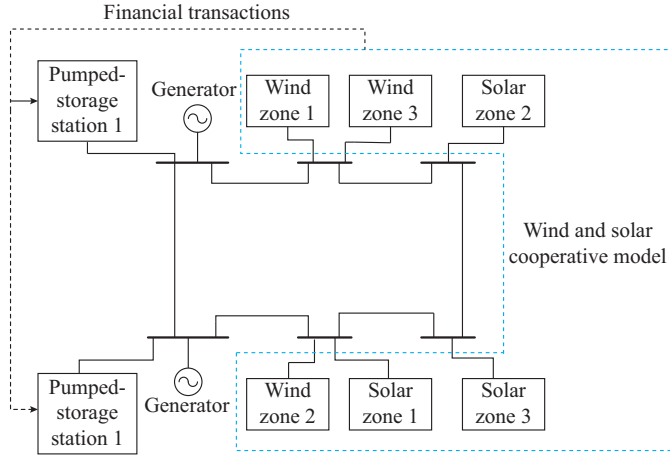 Financial transactions
Pumped-
storage
station 1
Generator
Wind
zone 1
Wind
zone 3
Solar
zone 2
Wind and solar
cooperative model
Pumped-
storage
station 1
Generator
Wind
zone 2
Solar
zone 1
Solar
zone 3